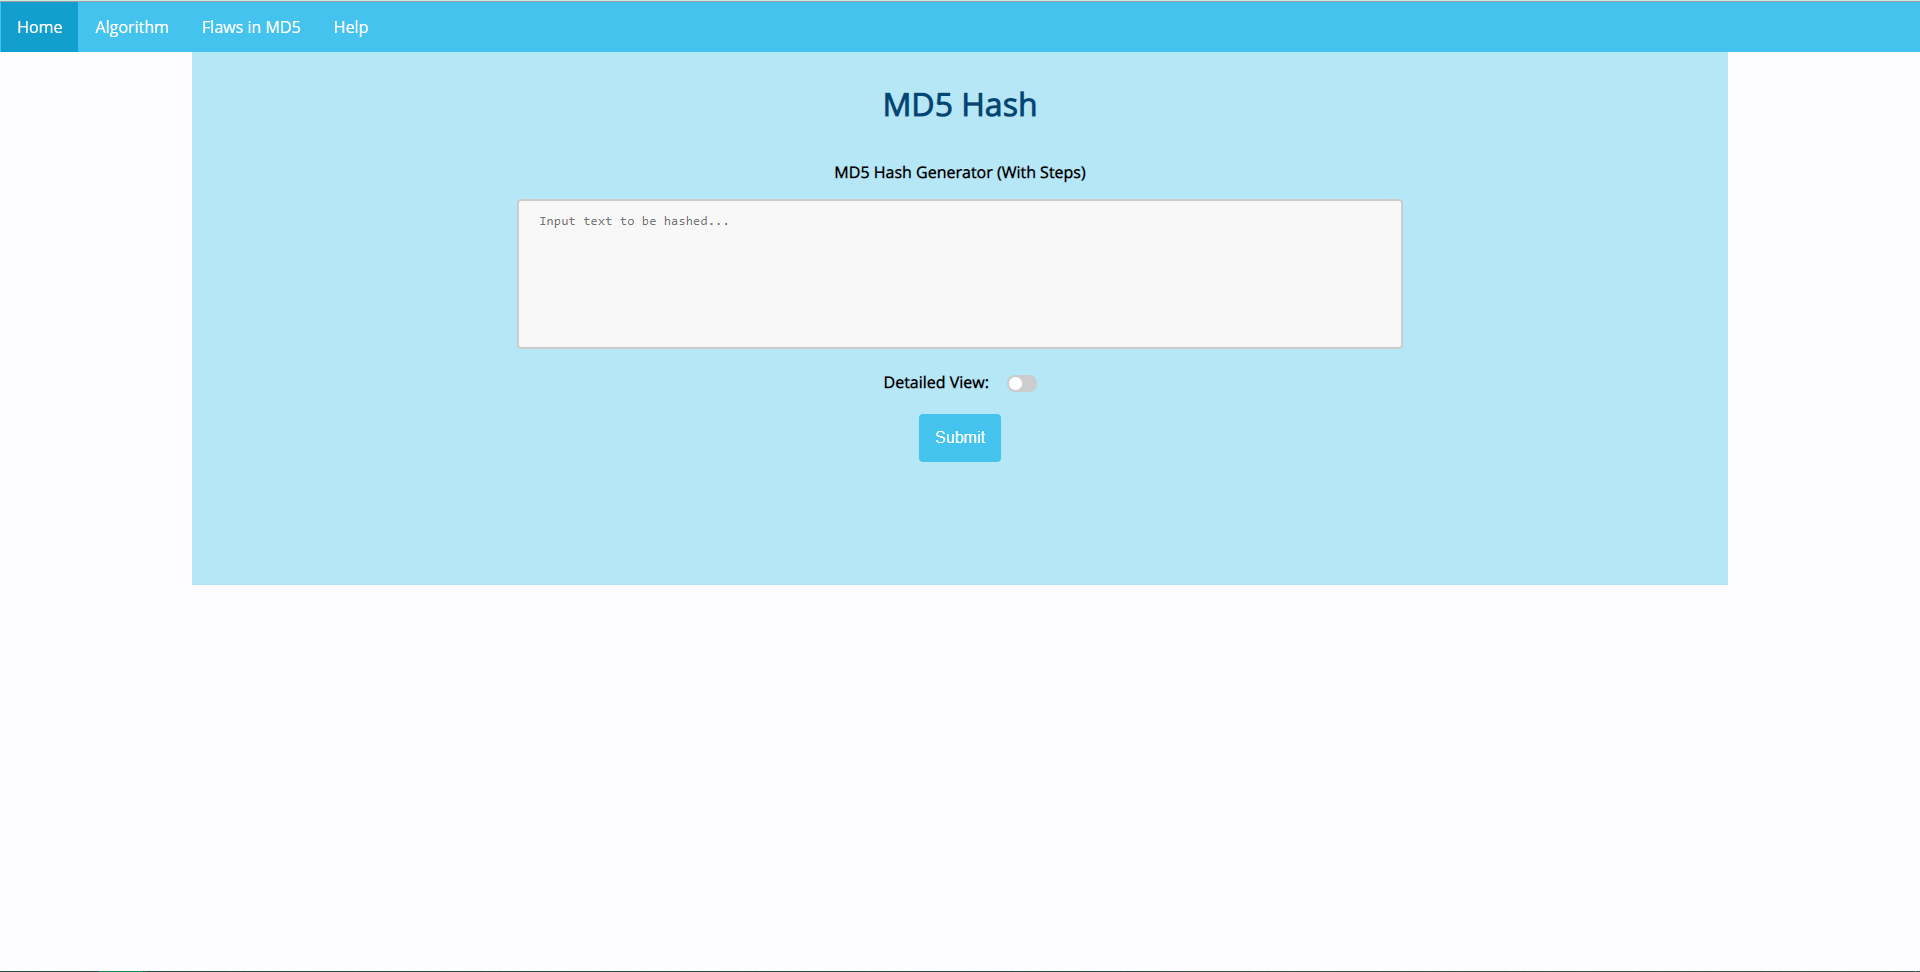 Home Algorithm Flaws in MD5 Help
MD5 Hash
MD5 Hash Generator (With Steps)
Input text to be hashed...
Detailed View:
Submit